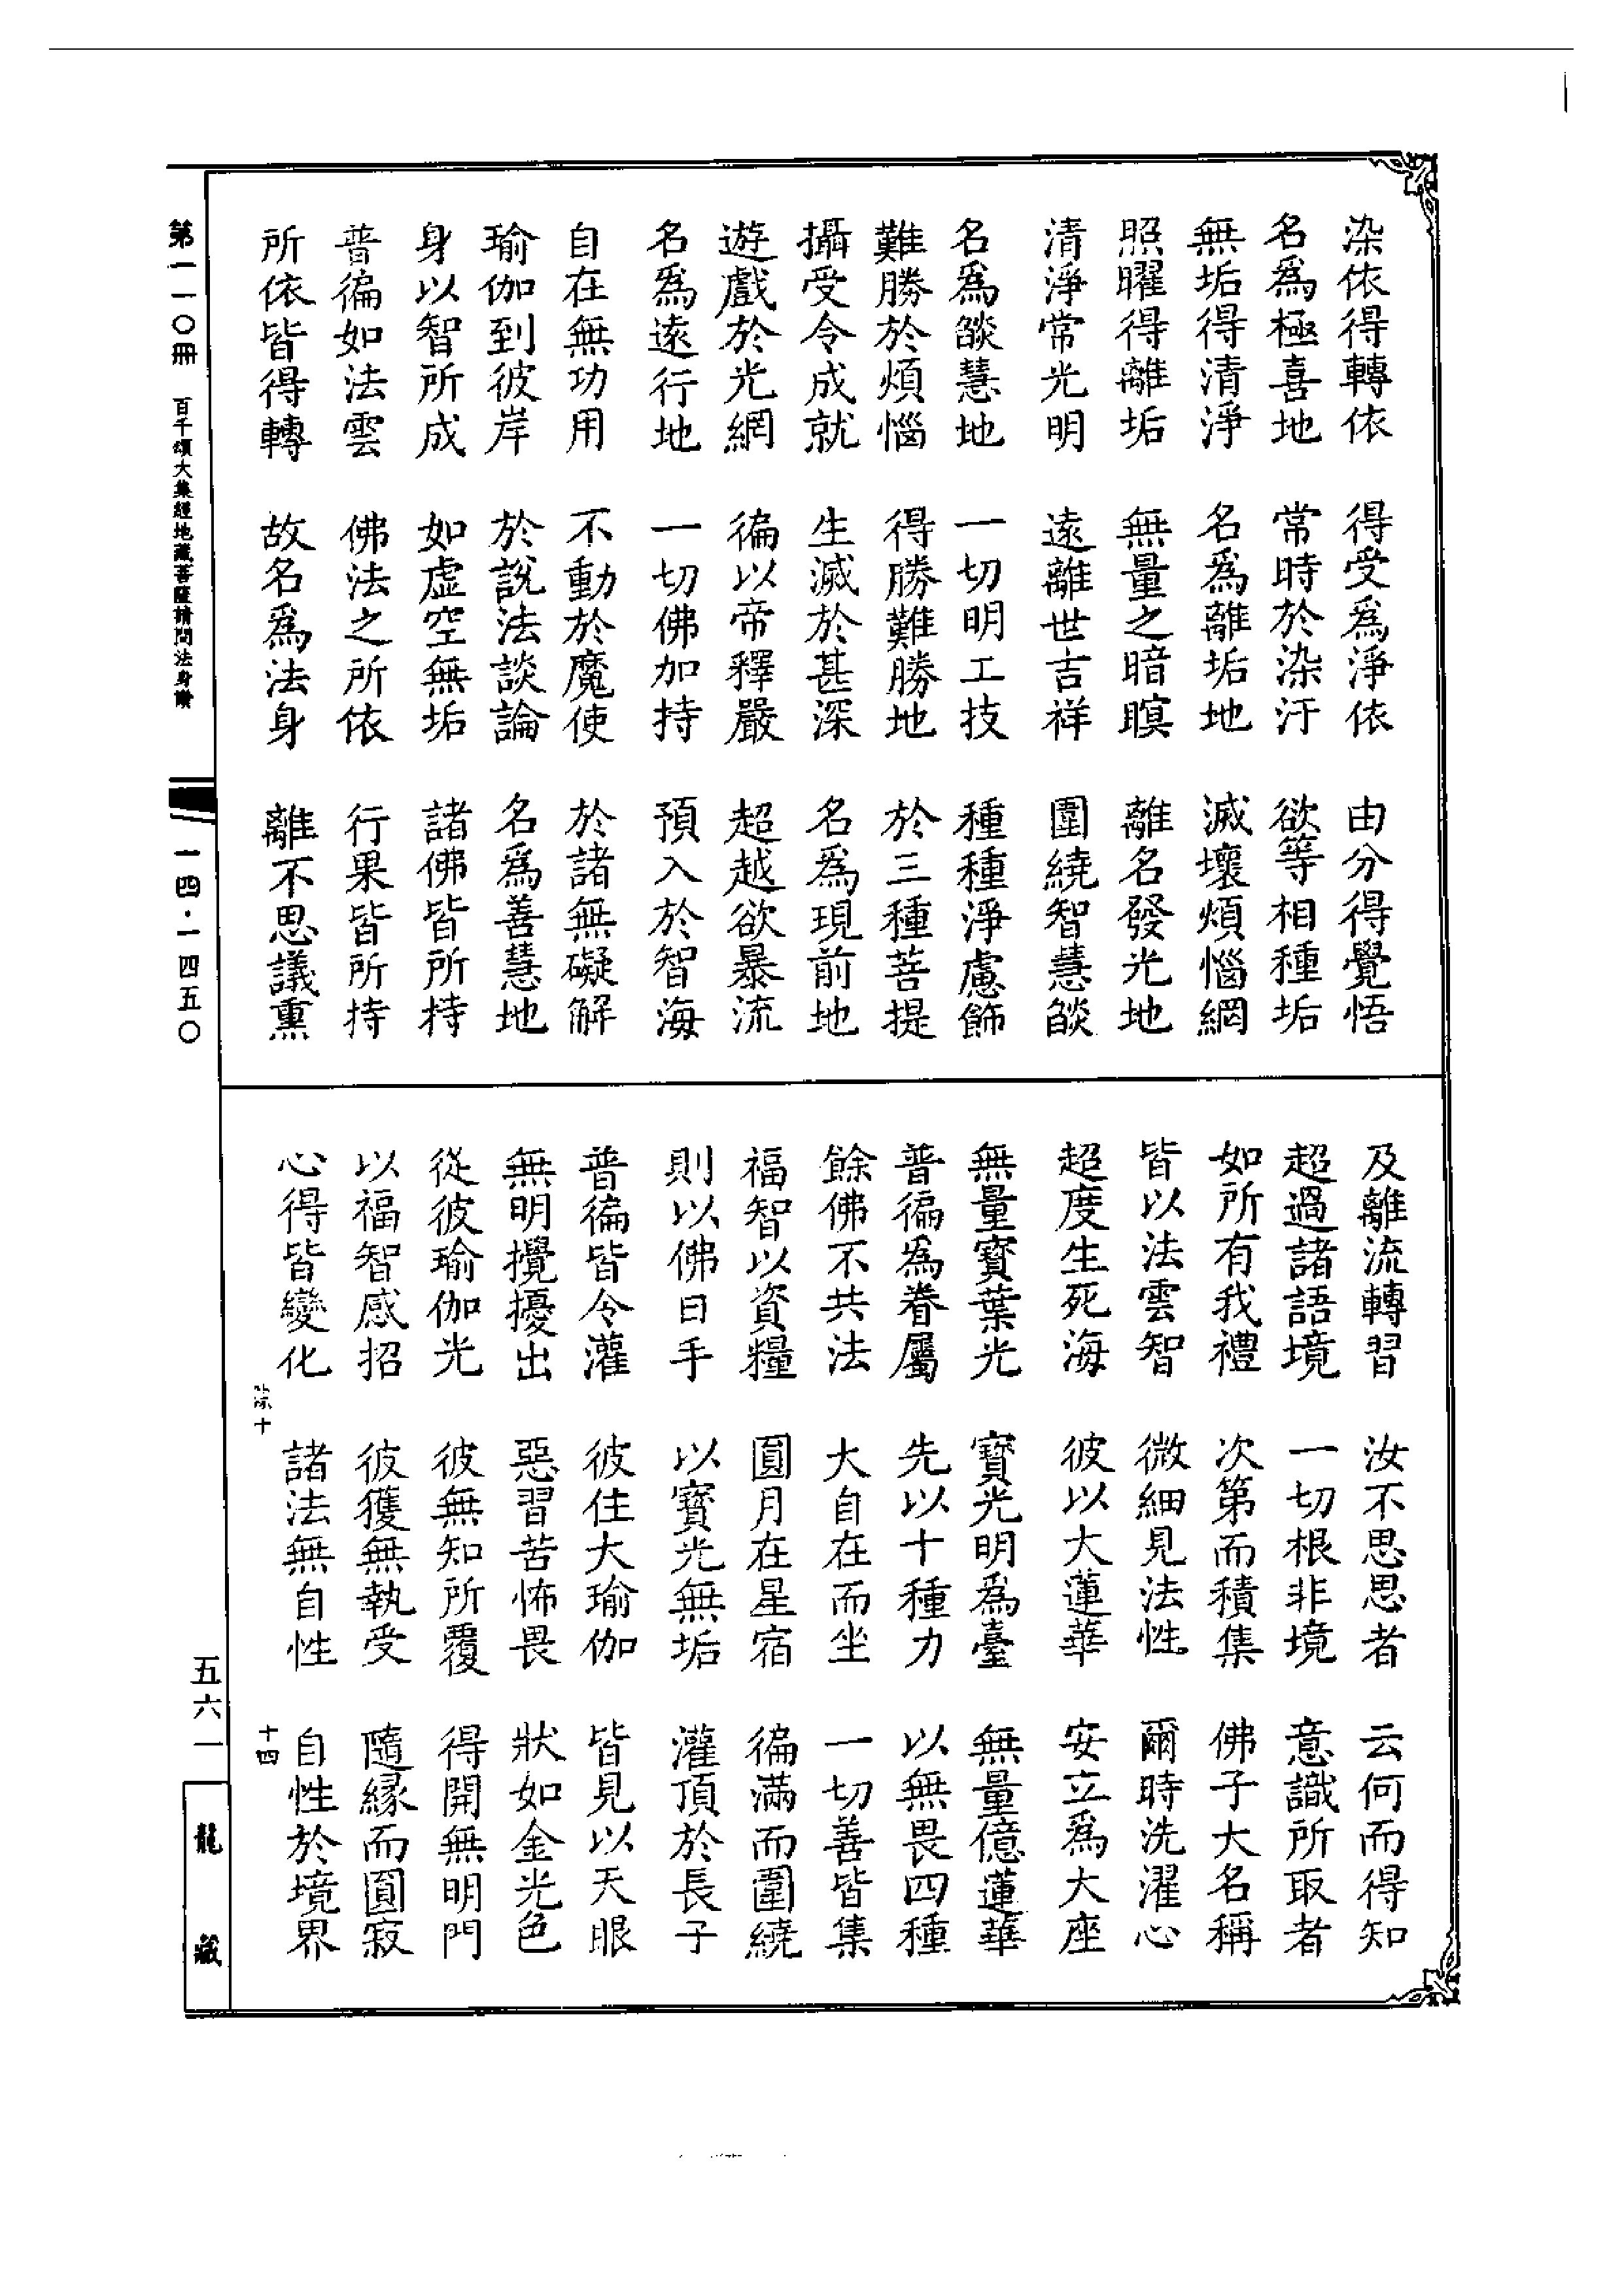 染依得轉依　得受爲淨依　由分得覺悟
名爲極喜地　常時於染汙　欲等相種垢
無垢得清淨　名爲離垢地　滅壞煩惱網
照曜得離垢　無量之暗瞑　離名發光地
清淨常光明　遠離世吉祥　圍繞智慧燄
名爲燄慧地　一切明工技　種種淨慮飾
難勝於煩惱　得勝難勝地　於三種菩提
攝受令成就　生滅於甚深　名爲現前地
遊戲於光網　徧以帝釋嚴　超越欲暴流
名爲遠行地　一切佛加持　預入於智海
自在無功用　不動於魔使　於諸無礙解
瑜伽到彼岸　於說法談論　名爲善慧地
身以智所成　如虛空無垢　諸佛皆所持
普徧如法雲　佛法之所依　行果皆所持
所依皆得轉　故名爲法身　離不思議熏
及離流轉習　汝不思思者　云何而得知
超過諸語境　一切根非境　意識所取者
如所有我禮　次第而積集　佛子大名稱
皆以法雲智　微細見法性　爾時洗濯心
超度生死海　彼以大蓮華　安立爲大座
無量寶葉光　寶光明爲臺　無量億蓮華
普徧爲眷屬　先以十種力　以無畏四種
餘佛不共法　大自在而坐　一切善皆集
福智以資糧　圓月在星宿　徧滿而圍繞
則以佛日手　以寶光無垢　灌頂於長子
普徧皆令灌　彼住大瑜伽　皆見以天眼
無明攪擾出　惡習苦怖畏　狀如金光色
從彼瑜伽光　彼無知所覆　得開無明門
以福智感招　彼獲無執受　隨緣而圓寂
心得皆變化　諸法無自性　自性於境界
十
十四
第一一〇冊　百千頌大集經地藏菩薩請問法身讚
一四·一四五〇
五六一
龍藏